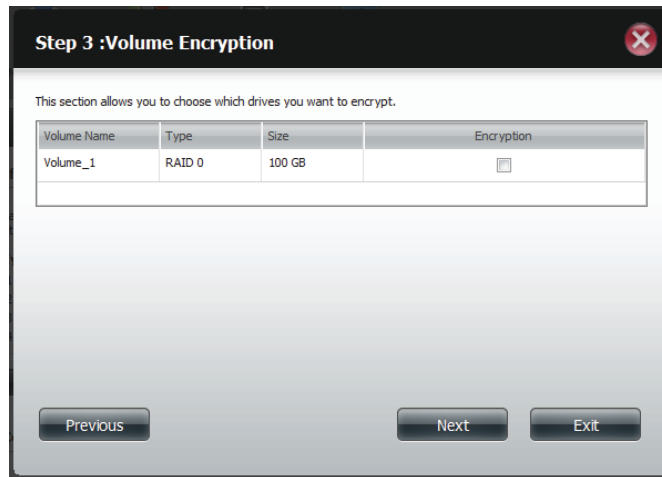 Step 3 :Volume Encryption
This section allows you to choose which drives you want to encrypt.
Volume Name Type Size Encryption
Volume_1 RAID 0 100 GB
Previous Next Exit